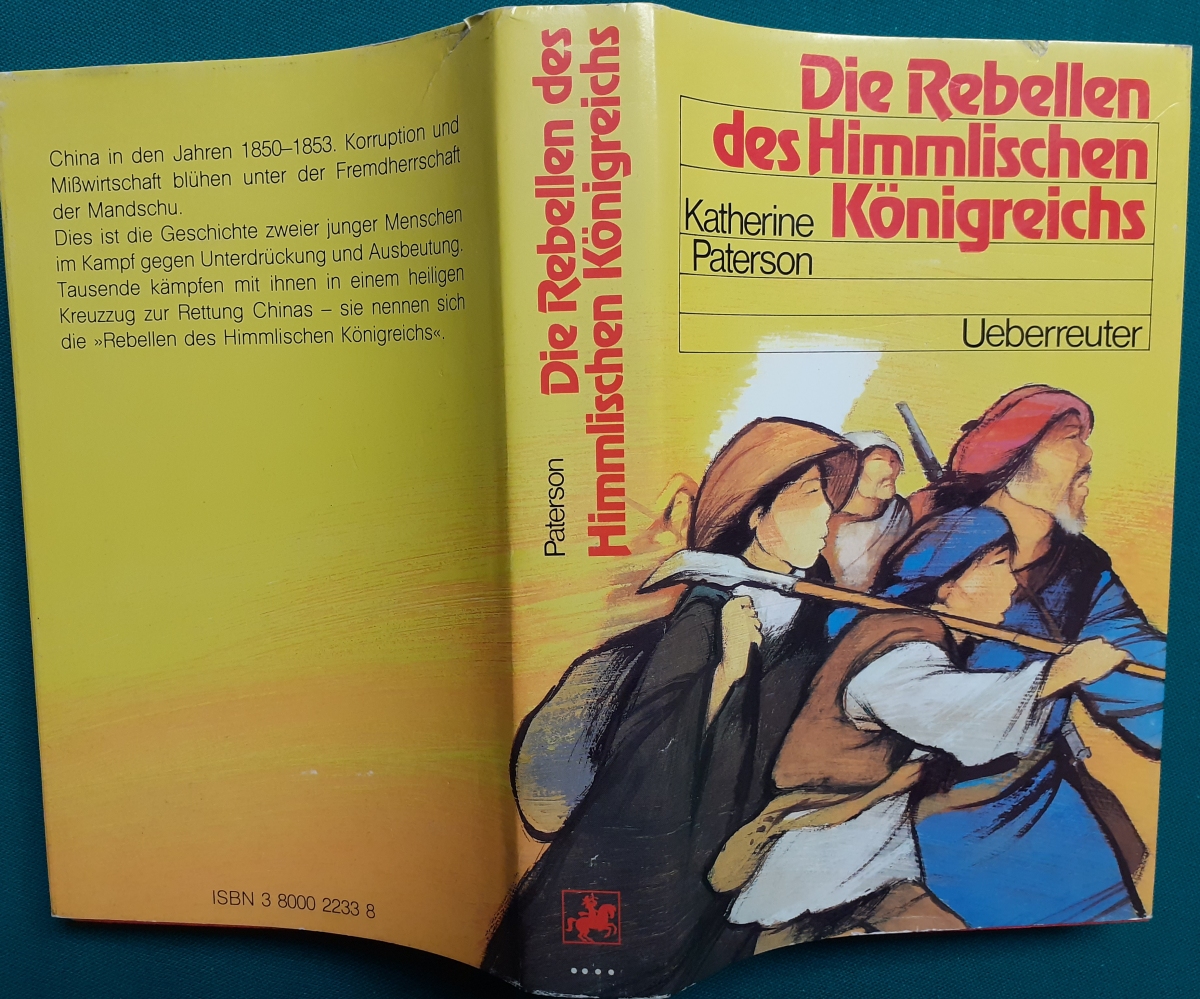 China in den Jahren 1850–1853. Korruption und
Mißwirtschaft blühen unter der Fremdherrschaft
der Mandschu.
Dies ist die Geschichte zweier junger Menschen
im Kampf gegen Unterdrückung und Ausbeutung.
Tausende kämpfen mit ihnen in einem heiligen
Kreuzzug zur Rettung Chinas – sie nennen sich
die »Rebellen des Himmlischen Königreichs«.
ISBN 3 8000 2233 8
Paterson
Die Rebellen des
Himmlischen Königreichs
Die Rebellen
des Himmlischen
Königreichs
Katherine
Paterson
Ueberreuter